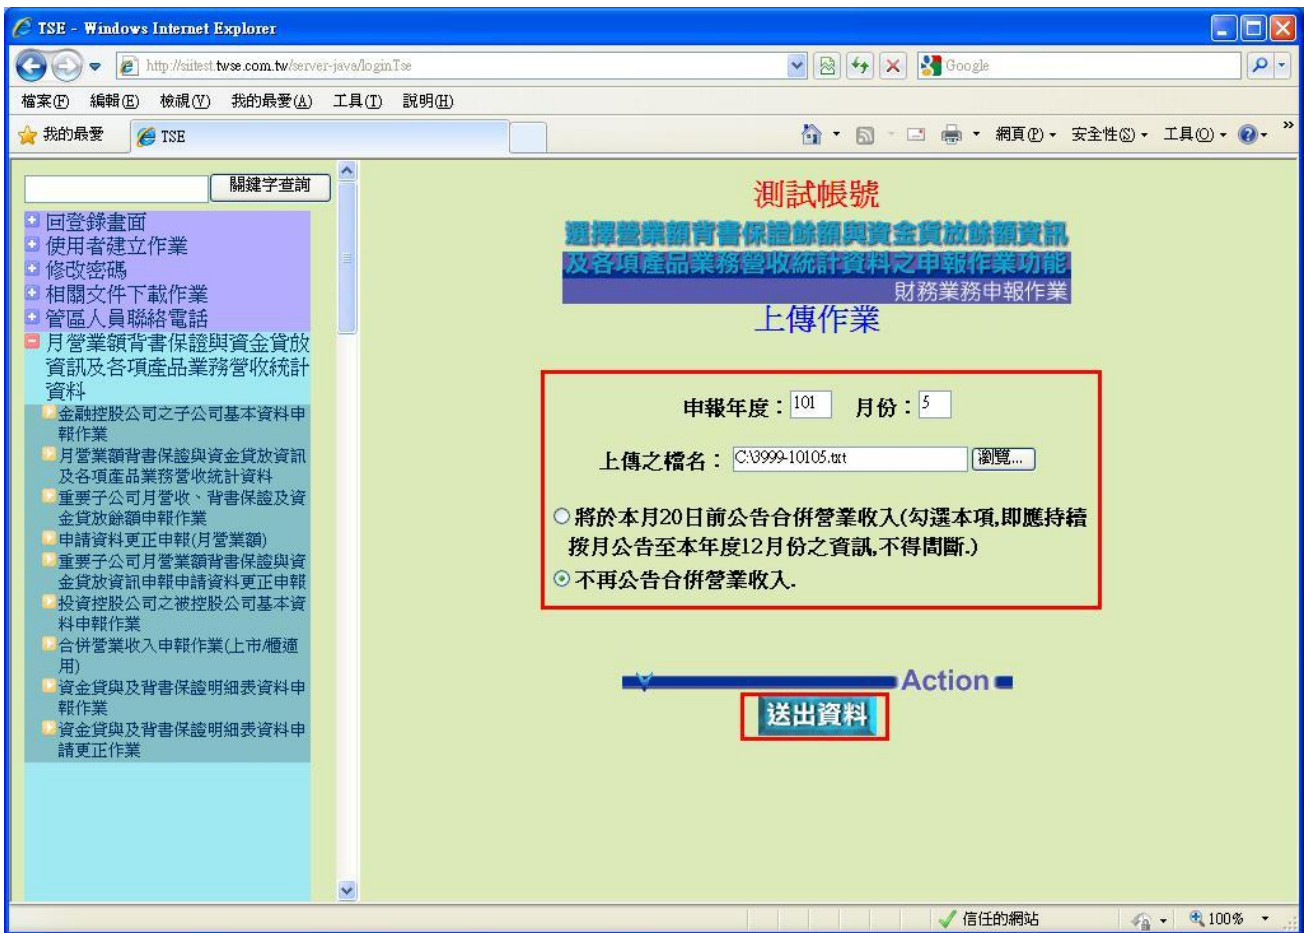 TSE - Windows Internet Explorer
http://siitest.twse.com.tw/server-java/loginTse
Google
檔案(F) 編輯(E) 檢視(V) 我的最愛(A) 工具(T) 說明(H)
我的最愛 TSE 網頁(P) 安全性(S) 工具(O) »
關鍵字查詢
回登錄畫面
使用者建立作業
修改密碼
相關文件下載作業
管區人員聯絡電話
月營業額背書保證與資金貸放
資訊及各項產品業務營收統計
資料
金融控股公司之子公司基本資料申
報作業
月營業額背書保證與資金貸放資訊
及各項產品業務營收統計資料
重要子公司月營收、背書保證及資
金貸放餘額申報作業
申請資料更正申報(月營業額)
重要子公司月營業額背書保證與資
金貸放資訊申報申請資料更正申報
投資控股公司之被控股公司基本資
料申報作業
合併營業收入申報作業(上市/櫃適
用)
資金貸與及背書保證明細表資料申
報作業
資金貸與及背書保證明細表資料申
請更正作業
測試帳號
選擇營業額背書保證餘額與資金貸放餘額資訊
及各項產品業務營收統計資料之申報作業功能
財務業務申報作業
上傳作業
申報年度：101 月份：5
上傳之檔名： C:\3999-10105.txt 瀏覽...
將於本月20日前公告合併營業收入(勾選本項,即應持續
按月公告至本年度12月份之資訊,不得間斷.)
不再公告合併營業收入.
Action
送出資料
信任的網站 100%